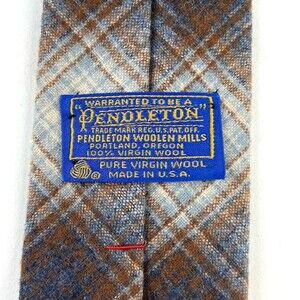 "WARRANTED TO BE A
"PENDLETON"
TRADE MARK REG. U.S. PAT. OFF.
PENDLETON WOOLEN MILLS
PORTLAND, OREGON
100% VIRGIN WOOL
PURE VIRGIN WOOL
MADE IN U.S.A.